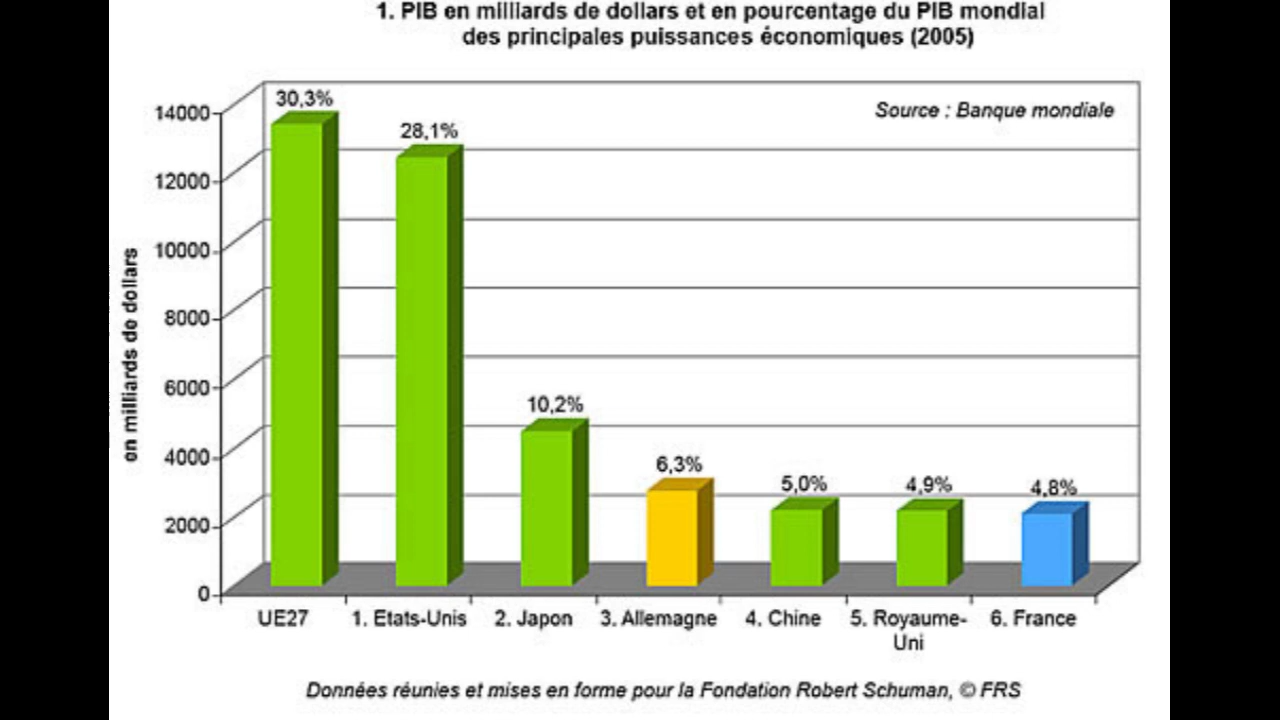 1. PIB en milliards de dollars et en pourcentage du PIB mondial
des principales puissances économiques (2005)
Source : Banque mondiale
en milliards de dollars
14000
12000
10000
8000
6000
4000
2000
0
30,3%
28,1%
10,2%
6,3%
5,0%
4,9%
4,8%
UE27
1. Etats-Unis
2. Japon
3. Allemagne
4. Chine
5. Royaume-
Uni
6. France
Données réunies et mises en forme pour la Fondation Robert Schuman, © FRS